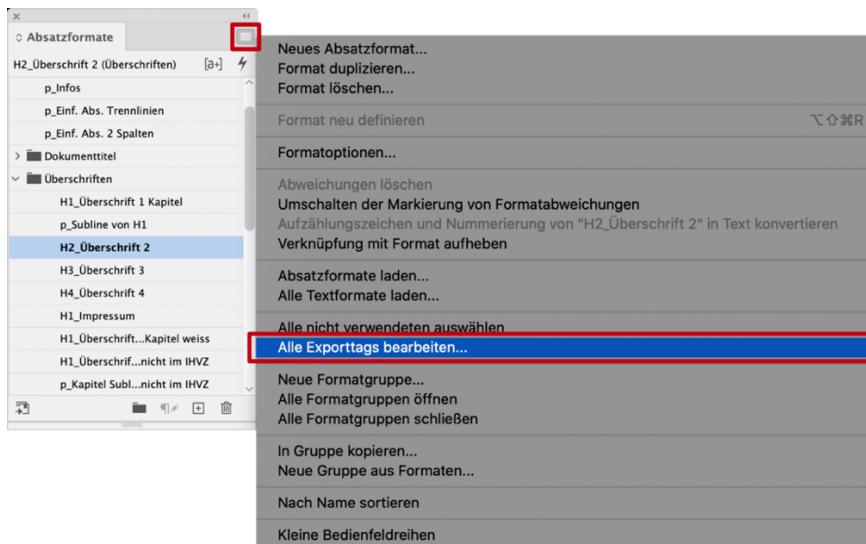 Absatzformate
H2_Überschrift 2 (Überschriften) [a+]
p_Infos
p_Einf. Abs. Trennlinien
p_Einf. Abs. 2 Spalten
Dokumenttitel
Überschriften
H1_Überschrift 1 Kapitel
p_Subline von H1
H2_Überschrift 2
H3_Überschrift 3
H4_Überschrift 4
H1_Impressum
H1_Überschrift...Kapitel weiss
H1_Überschrif...nicht im IHVZ
p_Kapitel Subl...nicht im IHVZ
Neues Absatzformat...
Format duplizieren...
Format löschen...
Format neu definieren ⌥⇧⌘R
Formatoptionen...
Abweichungen löschen
Umschalten der Markierung von Formatabweichungen
Aufzählungszeichen und Nummerierung von "H2_Überschrift 2" in Text konvertieren
Verknüpfung mit Format aufheben
Absatzformate laden...
Alle Textformate laden...
Alle nicht verwendeten auswählen
Alle Exporttags bearbeiten...
Neue Formatgruppe...
Alle Formatgruppen öffnen
Alle Formatgruppen schließen
In Gruppe kopieren...
Neue Gruppe aus Formaten...
Nach Name sortieren
Kleine Bedienfeldreihen